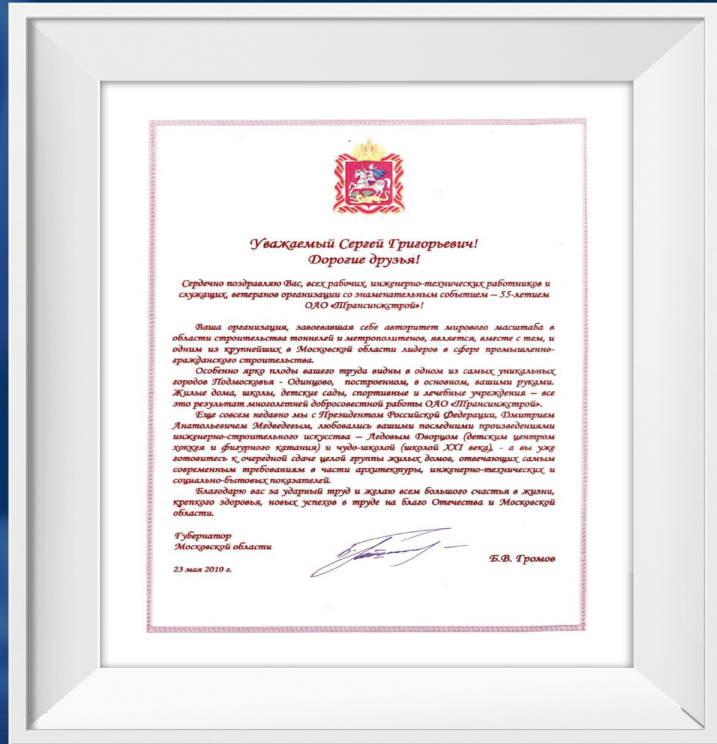 Уважаемый Сергей Григорьевич!
Дорогие друзья!
Сердечно поздравляю Вас, всех рабочих, инженерно-технических работников и
служащих, ветеранов организации со знаменательным событием – 55-летием
ОАО «Трансинжстрой»!
Ваша организация, завоевавшая себе авторитет мирового масштаба в
области строительства тоннелей и метрополитенов, является, вместе с тем, и
одним из крупнейших в Московской области лидеров в сфере промышленно-
гражданского строительства.
Особенно ярко плоды вашего труда видны в одном из самых уникальных
городов Подмосковья - Одинцово, построенном, в основном, вашими руками.
Жилые дома, школы, детские сады, спортивные и лечебные учреждения – все
это результат многолетней добросовестной работы ОАО «Трансинжстрой».
Еще совсем недавно мы с Президентом Российской Федерации, Дмитрием
Анатольевичем Медведевым, любовались вашими последними произведениями
инженерно-строительного искусства – Ледовым Дворцом (детским центром
хоккея и фигурного катания) и чудо-школой (школой XXI века), - а вы уже
готовитесь к очередной сдаче целой группы жилых домов, отвечающих самым
современным требованиям в части архитектуры, инженерно-технических и
социально-бытовых показателей.
Благодарю вас за ударный труд и желаю всем большого счастья в жизни,
крепкого здоровья, новых успехов в труде на благо Отечества и Московской
области.
Губернатор
Московской области
Б.В. Громов
23 мая 2010 г.